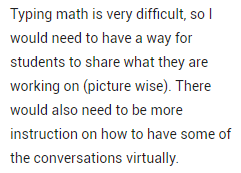 Typing math is very difficult, so I
would need to have a way for
students to share what they are
working on (picture wise). There
would also need to be more
instruction on how to have some of
the conversations virtually.